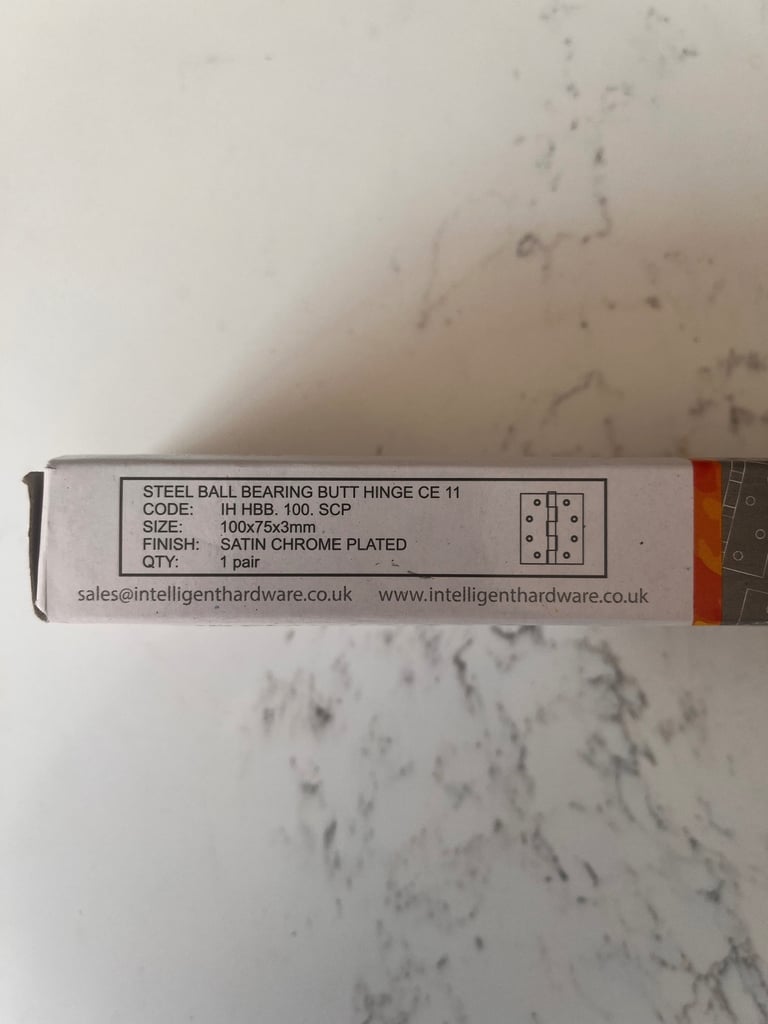 STEEL BALL BEARING BUTT HINGE CE 11
CODE: IH HBB. 100. SCP
SIZE: 100x75x3mm
FINISH: SATIN CHROME PLATED
QTY: 1 pair
sales@intelligenthardware.co.uk www.intelligenthardware.co.uk